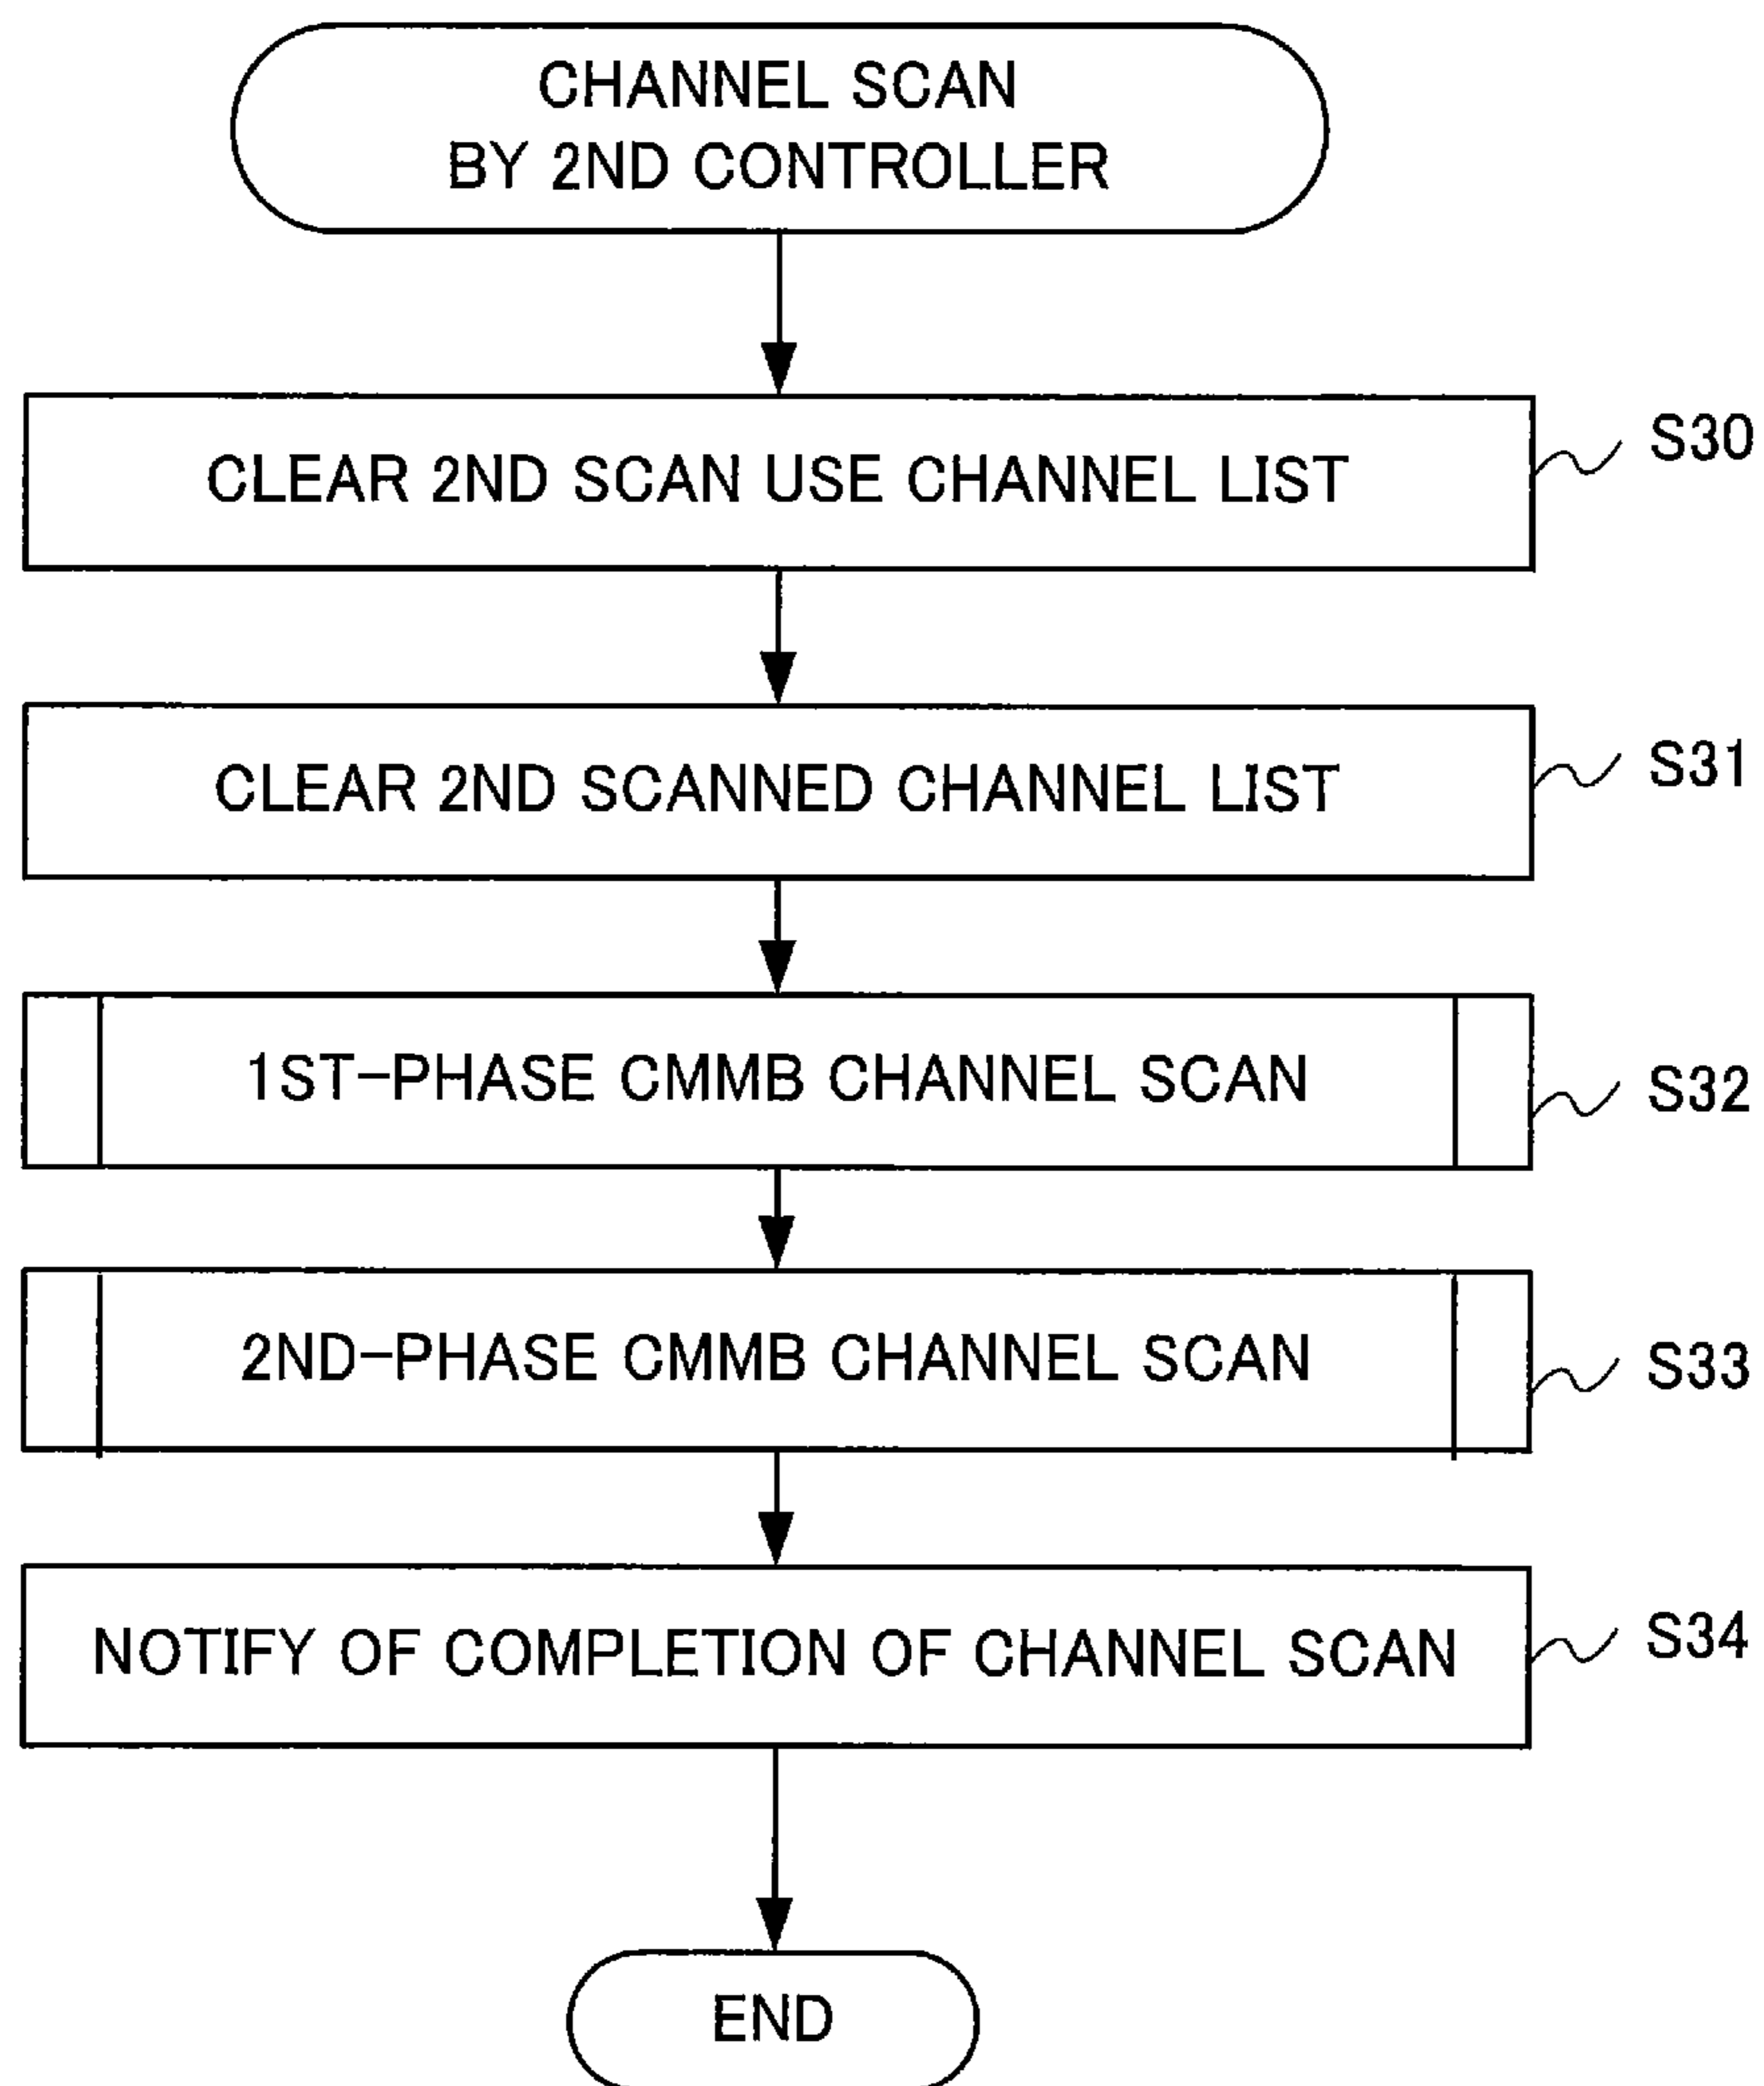 CHANNEL SCAN
BY 2ND CONTROLLER
CLEAR 2ND SCAN USE CHANNEL LIST
S30
CLEAR 2ND SCANNED CHANNEL LIST
S31
1ST-PHASE CMMB CHANNEL SCAN
S32
2ND-PHASE CMMB CHANNEL SCAN
S33
NOTIFY OF COMPLETION OF CHANNEL SCAN
S34
END